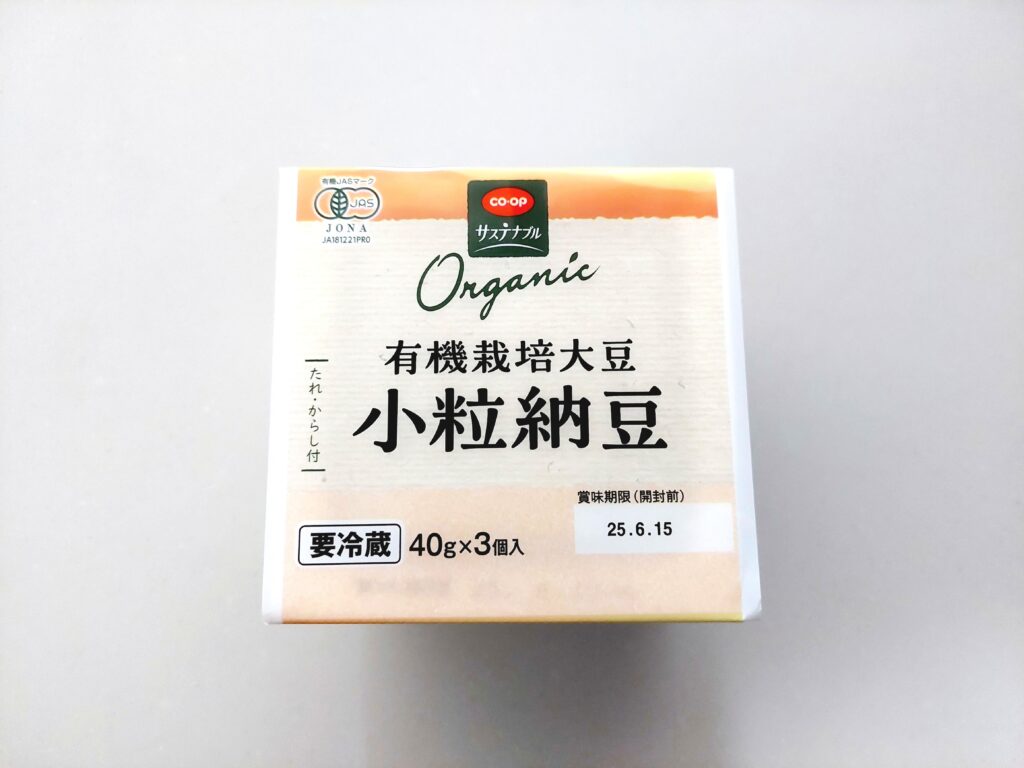 有機JASマーク
JAS
JONA
JA181221PR0
CO·OP
サステナブル
Organic
有機栽培大豆
小粒納豆
たれ・からし付
賞味期限(開封前)
25.6.15
要冷蔵
40g×3個入